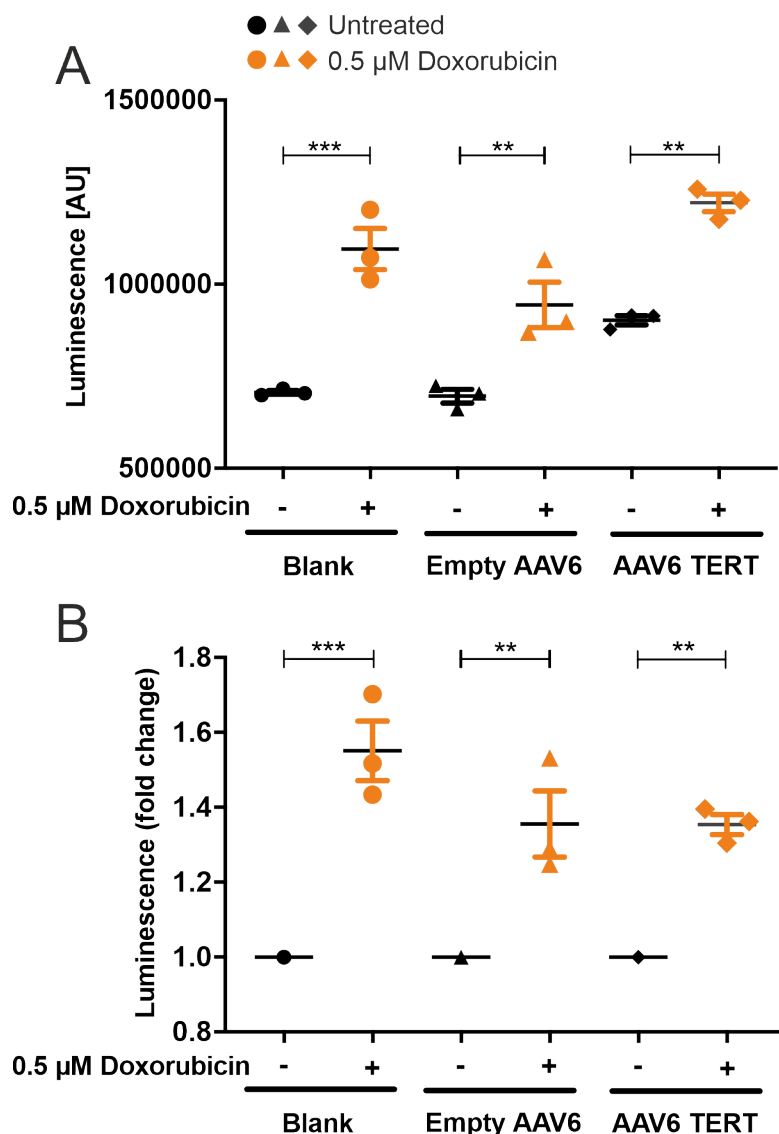 Untreated
0.5 µM Doxorubicin
A
Luminescence [AU]
1500000
1000000
500000
*** ** **
0.5 µM Doxorubicin - + - + - +
Blank Empty AAV6 AAV6 TERT
B
Luminescence (fold change)
1.8
1.6
1.4
1.2
1.0
0.8
*** ** **
0.5 µM Doxorubicin - + - + - +
Blank Empty AAV6 AAV6 TERT